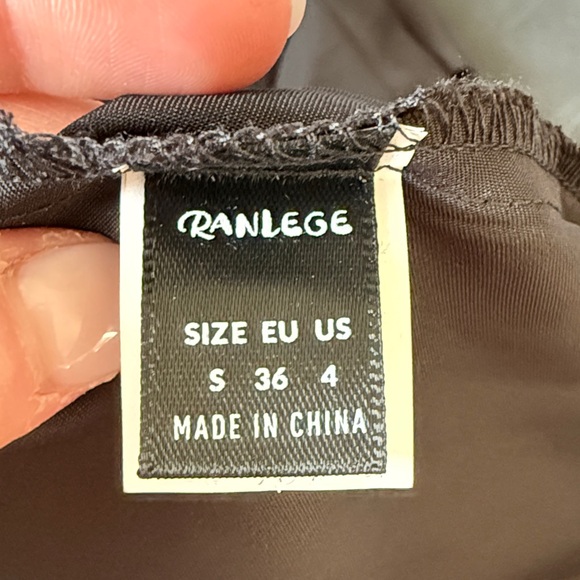 RANLEGE
SIZE EU US
S 36 4
MADE IN CHINA